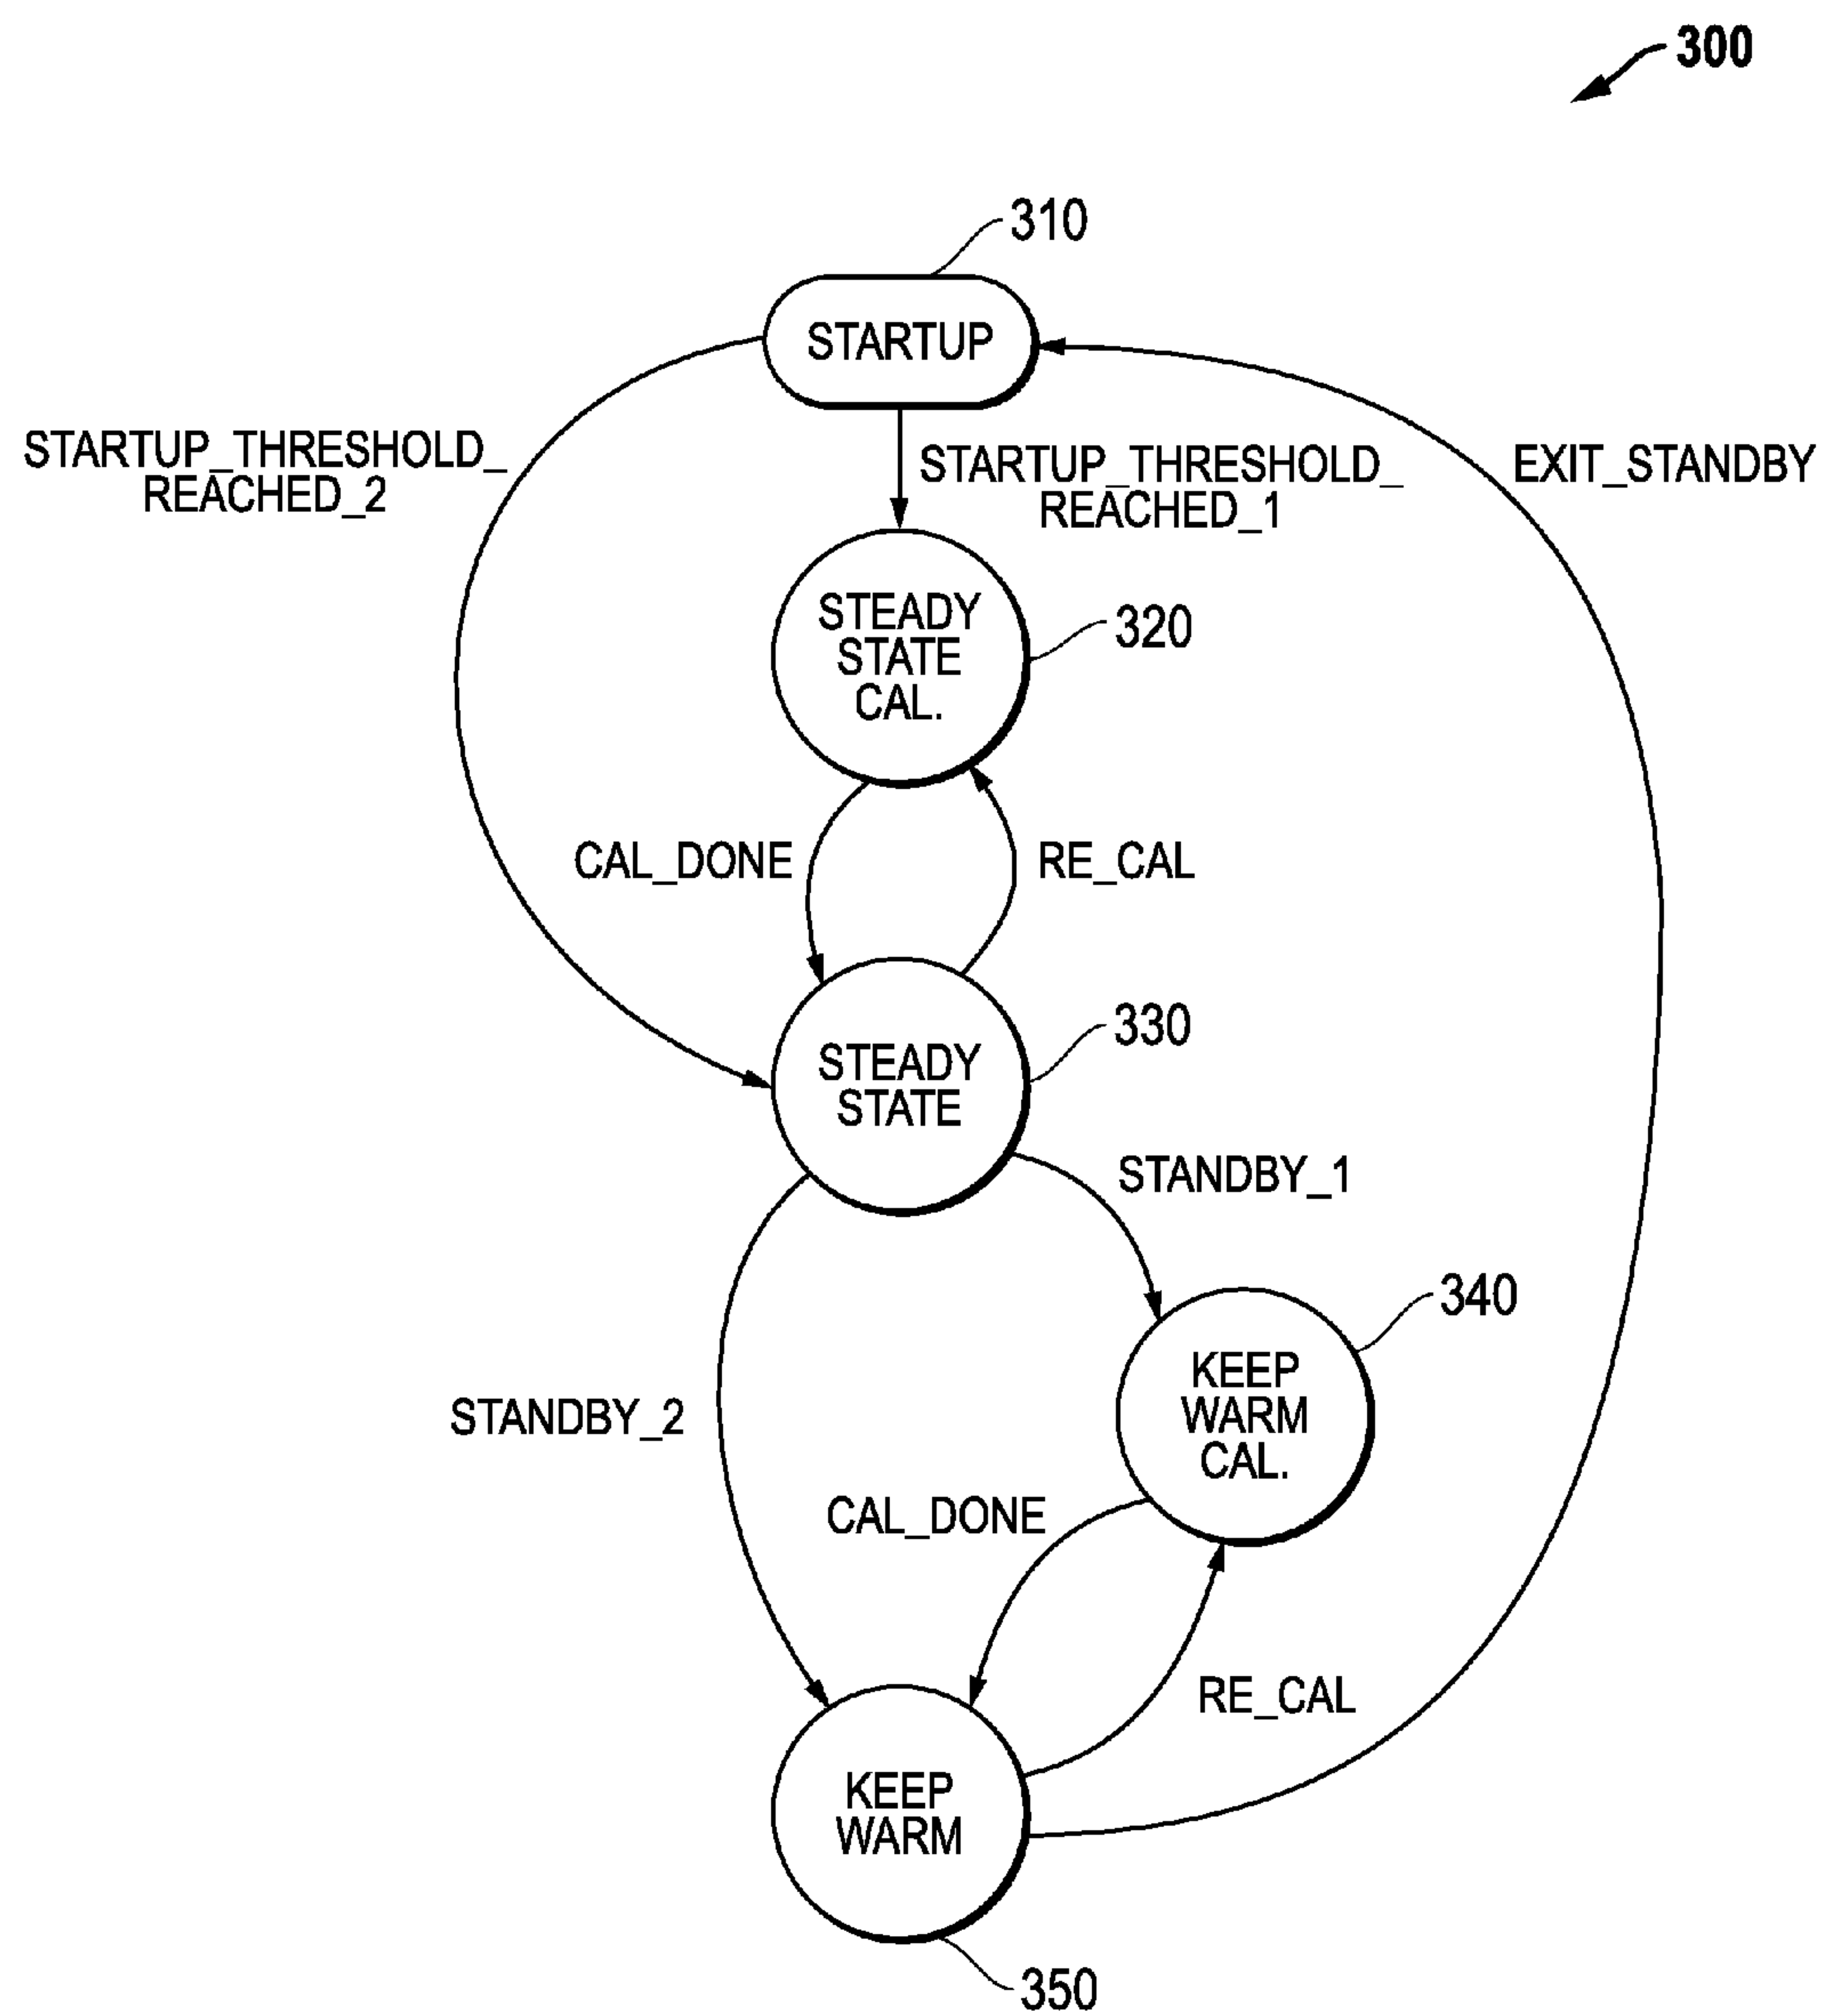 300
310
STARTUP
STARTUP_THRESHOLD_
REACHED_2
STARTUP_THRESHOLD_
REACHED_1
EXIT_STANDBY
STEADY
STATE
CAL.
320
CAL_DONE
RE_CAL
STEADY
STATE
330
STANDBY_1
340
KEEP
WARM
CAL.
STANDBY_2
CAL_DONE
RE_CAL
KEEP
WARM
350